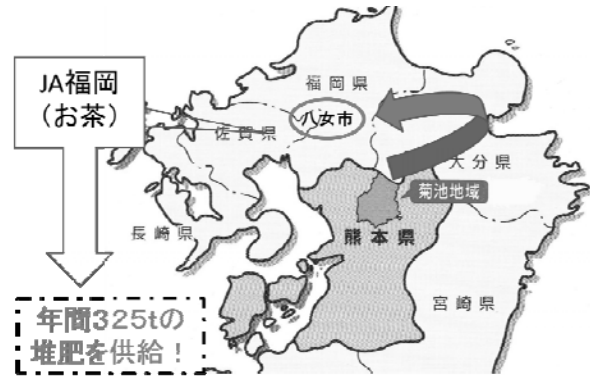 JA福岡
（お茶）
福岡県
八女市
佐賀県
大分県
菊池地域
長崎県
熊本県
宮崎県
年間325tの
堆肥を供給！